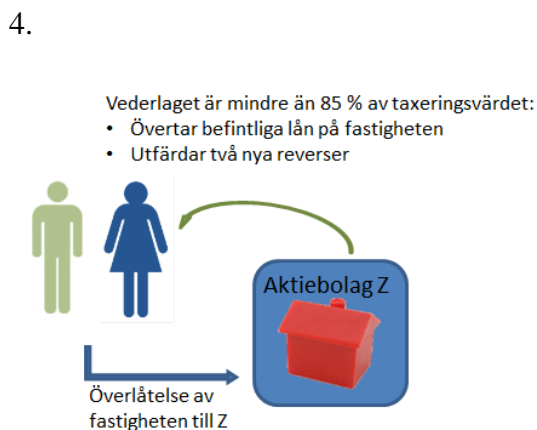 4.
Vederlaget är mindre än 85 % av taxeringsvärdet:
• Övertar befintliga lån på fastigheten
• Utfärdar två nya reverser
Aktiebolag Z
Överlåtelse av
fastigheten till Z